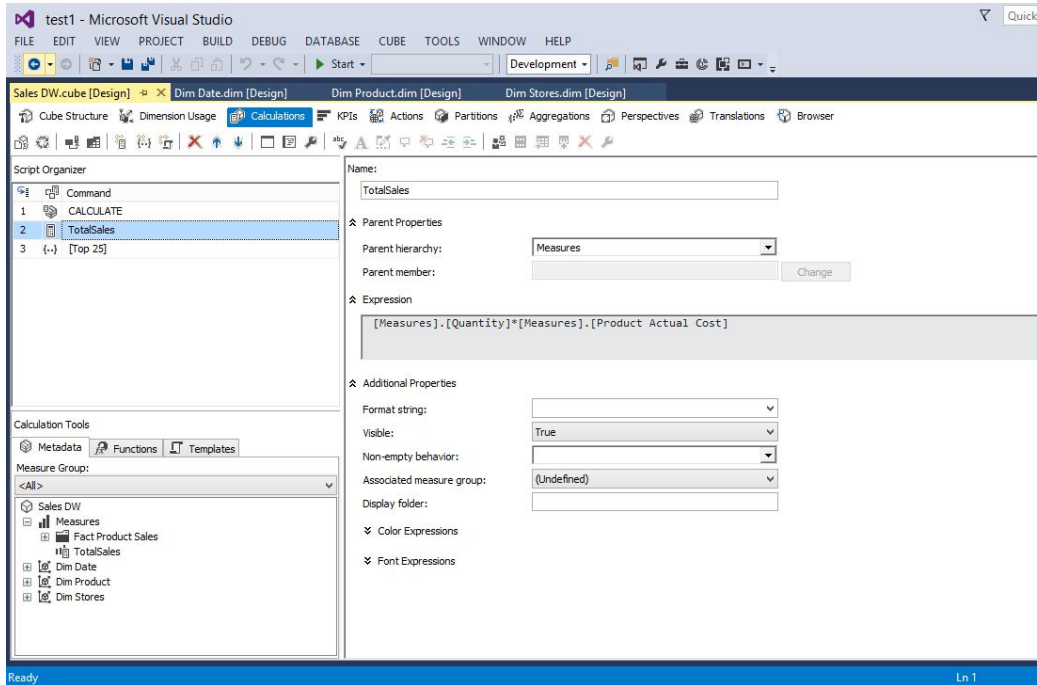 test1 - Microsoft Visual Studio
Quick
FILE EDIT VIEW PROJECT BUILD DEBUG DATABASE CUBE TOOLS WINDOW HELP
Start Development
Sales DW.cube [Design] Dim Date.dim [Design] Dim Product.dim [Design] Dim Stores.dim [Design]
Cube Structure Dimension Usage Calculations KPIs Actions Partitions Aggregations Perspectives Translations Browser
Script Organizer
Command
1 CALCULATE
2 TotalSales
3 [Top 25]
Calculation Tools
Metadata Functions Templates
Measure Group:
<All>
Sales DW
Measures
Fact Product Sales
TotalSales
Dim Date
Dim Product
Dim Stores
Name:
TotalSales
Parent Properties
Parent hierarchy: Measures
Parent member: Change
Expression
[Measures].[Quantity]*[Measures].[Product Actual Cost]
Additional Properties
Format string:
Visible: True
Non-empty behavior:
Associated measure group: (Undefined)
Display folder:
Color Expressions
Font Expressions
Ready Ln 1